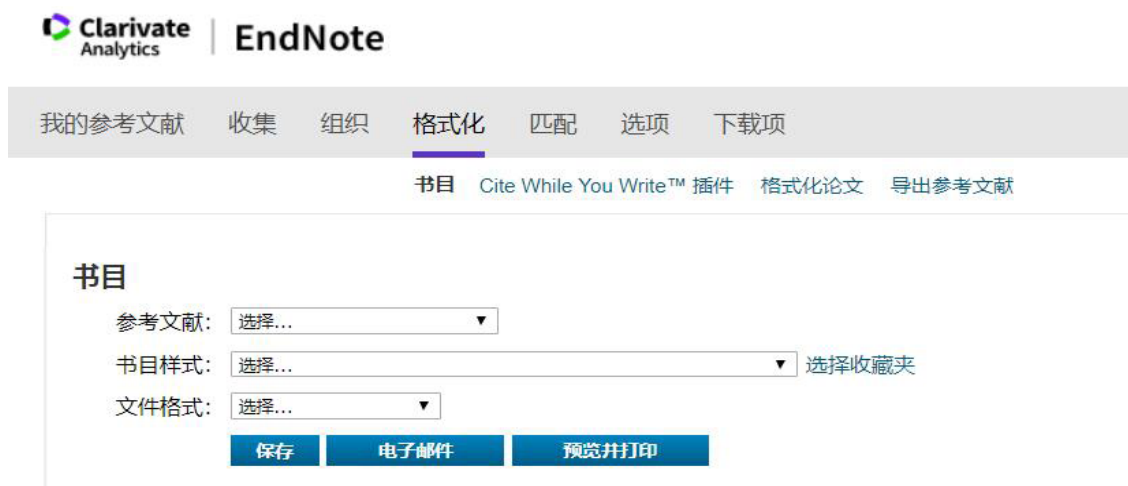 Clarivate
Analytics
EndNote
我的参考文献 收集 组织 格式化 匹配 选项 下载项
书目 Cite While You Write™ 插件 格式化论文 导出参考文献
书目
参考文献: 选择...
书目样式: 选择... 选择收藏夹
文件格式: 选择...
保存 电子邮件 预览并打印